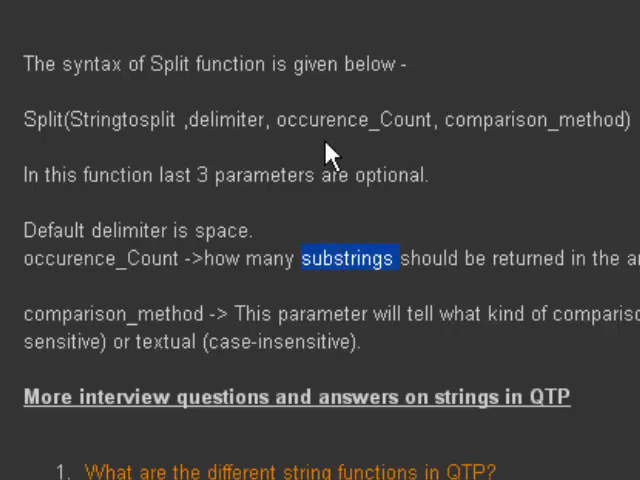 The syntax of Split function is given below -
Split(Stringtosplit ,delimiter, occurence_Count, comparison_method)
In this function last 3 parameters are optional.
Default delimiter is space.
occurence_Count ->how many substrings should be returned in the
comparison_method -> This parameter will tell what kind of
sensitive) or textual (case-insensitive).
More interview questions and answers on strings in QTP
1. What are the different string functions in QTP?